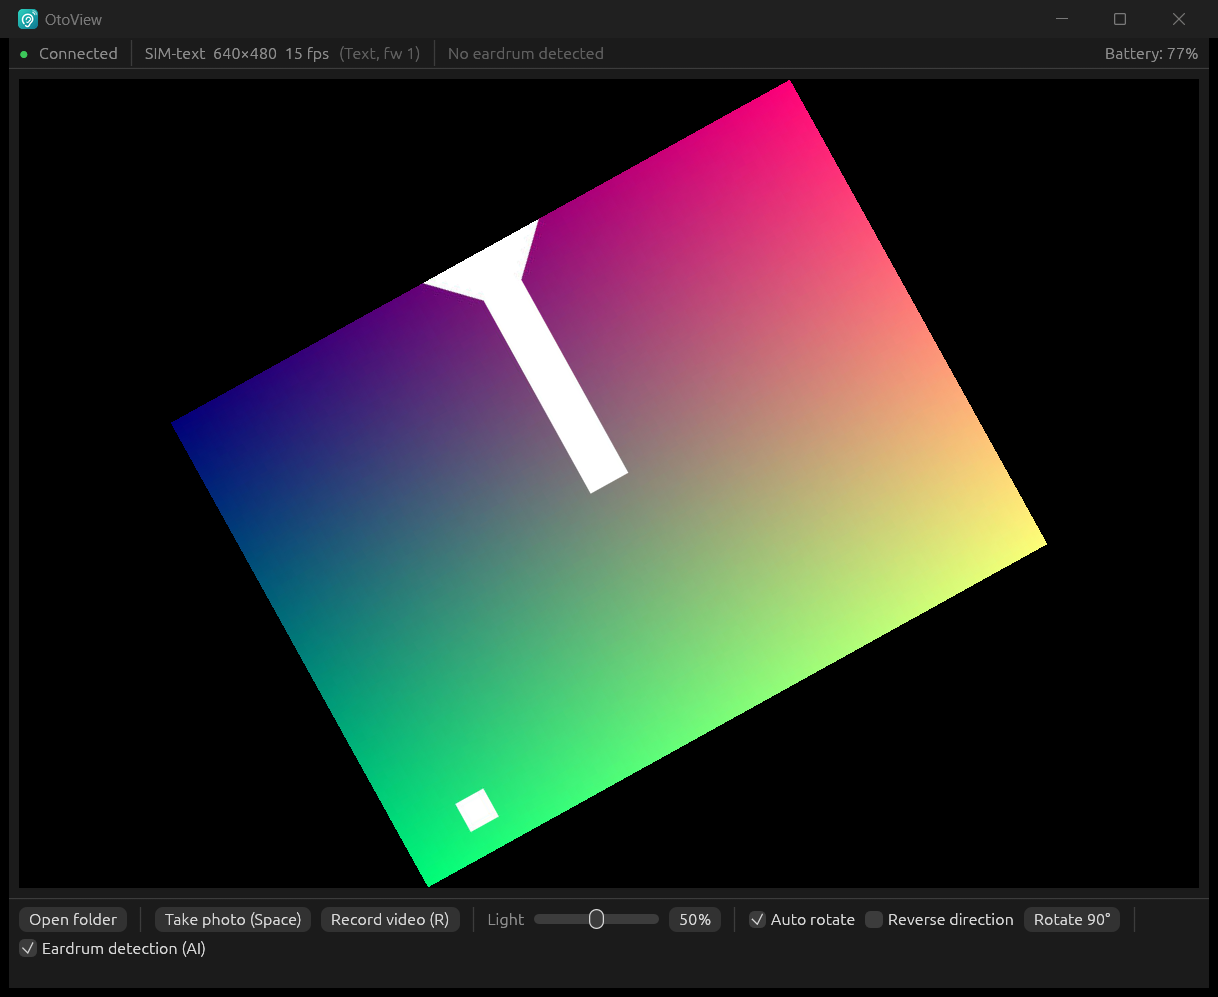 OtoView
Connected SIM-text 640×480 15 fps (Text, fw 1) No eardrum detected Battery: 77%
Open folder Take photo (Space) Record video (R) Light 50% Auto rotate Reverse direction Rotate 90°
Eardrum detection (AI)